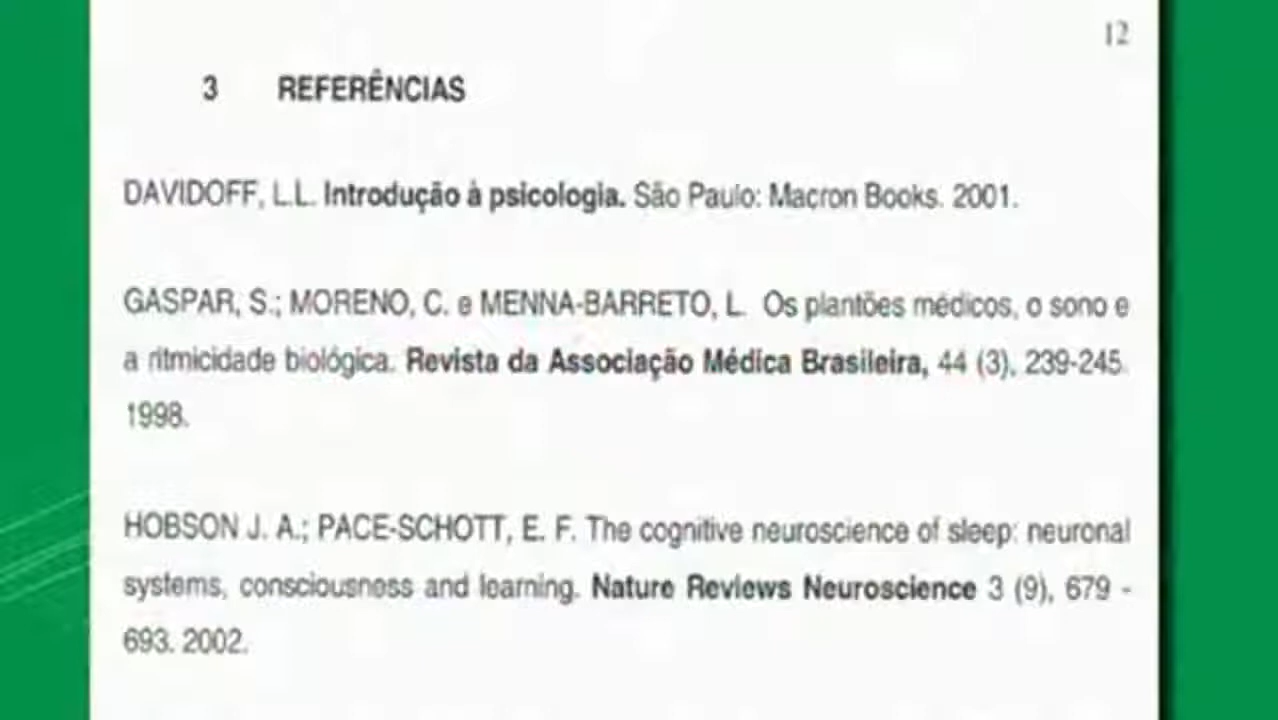 12
3 REFERÊNCIAS
DAVIDOFF, L.L. Introdução à psicologia. São Paulo: Macron Books. 2001.
GASPAR, S.; MORENO, C. e MENNA-BARRETO, L. Os plantões médicos, o sono e
a ritmicidade biológica. Revista da Associação Médica Brasileira, 44 (3), 239-245.
1998.
HOBSON J. A.; PACE-SCHOTT, E. F. The cognitive neuroscience of sleep: neuronal
systems, consciousness and learning. Nature Reviews Neuroscience 3 (9), 679 -
693. 2002.